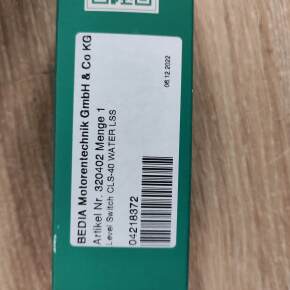 BEDIA Motorentechnik GmbH & Co KG
Artikel Nr. 320402 Menge 1
Level Switch CLS-40 WATER LSS
04218372
06.12.2022